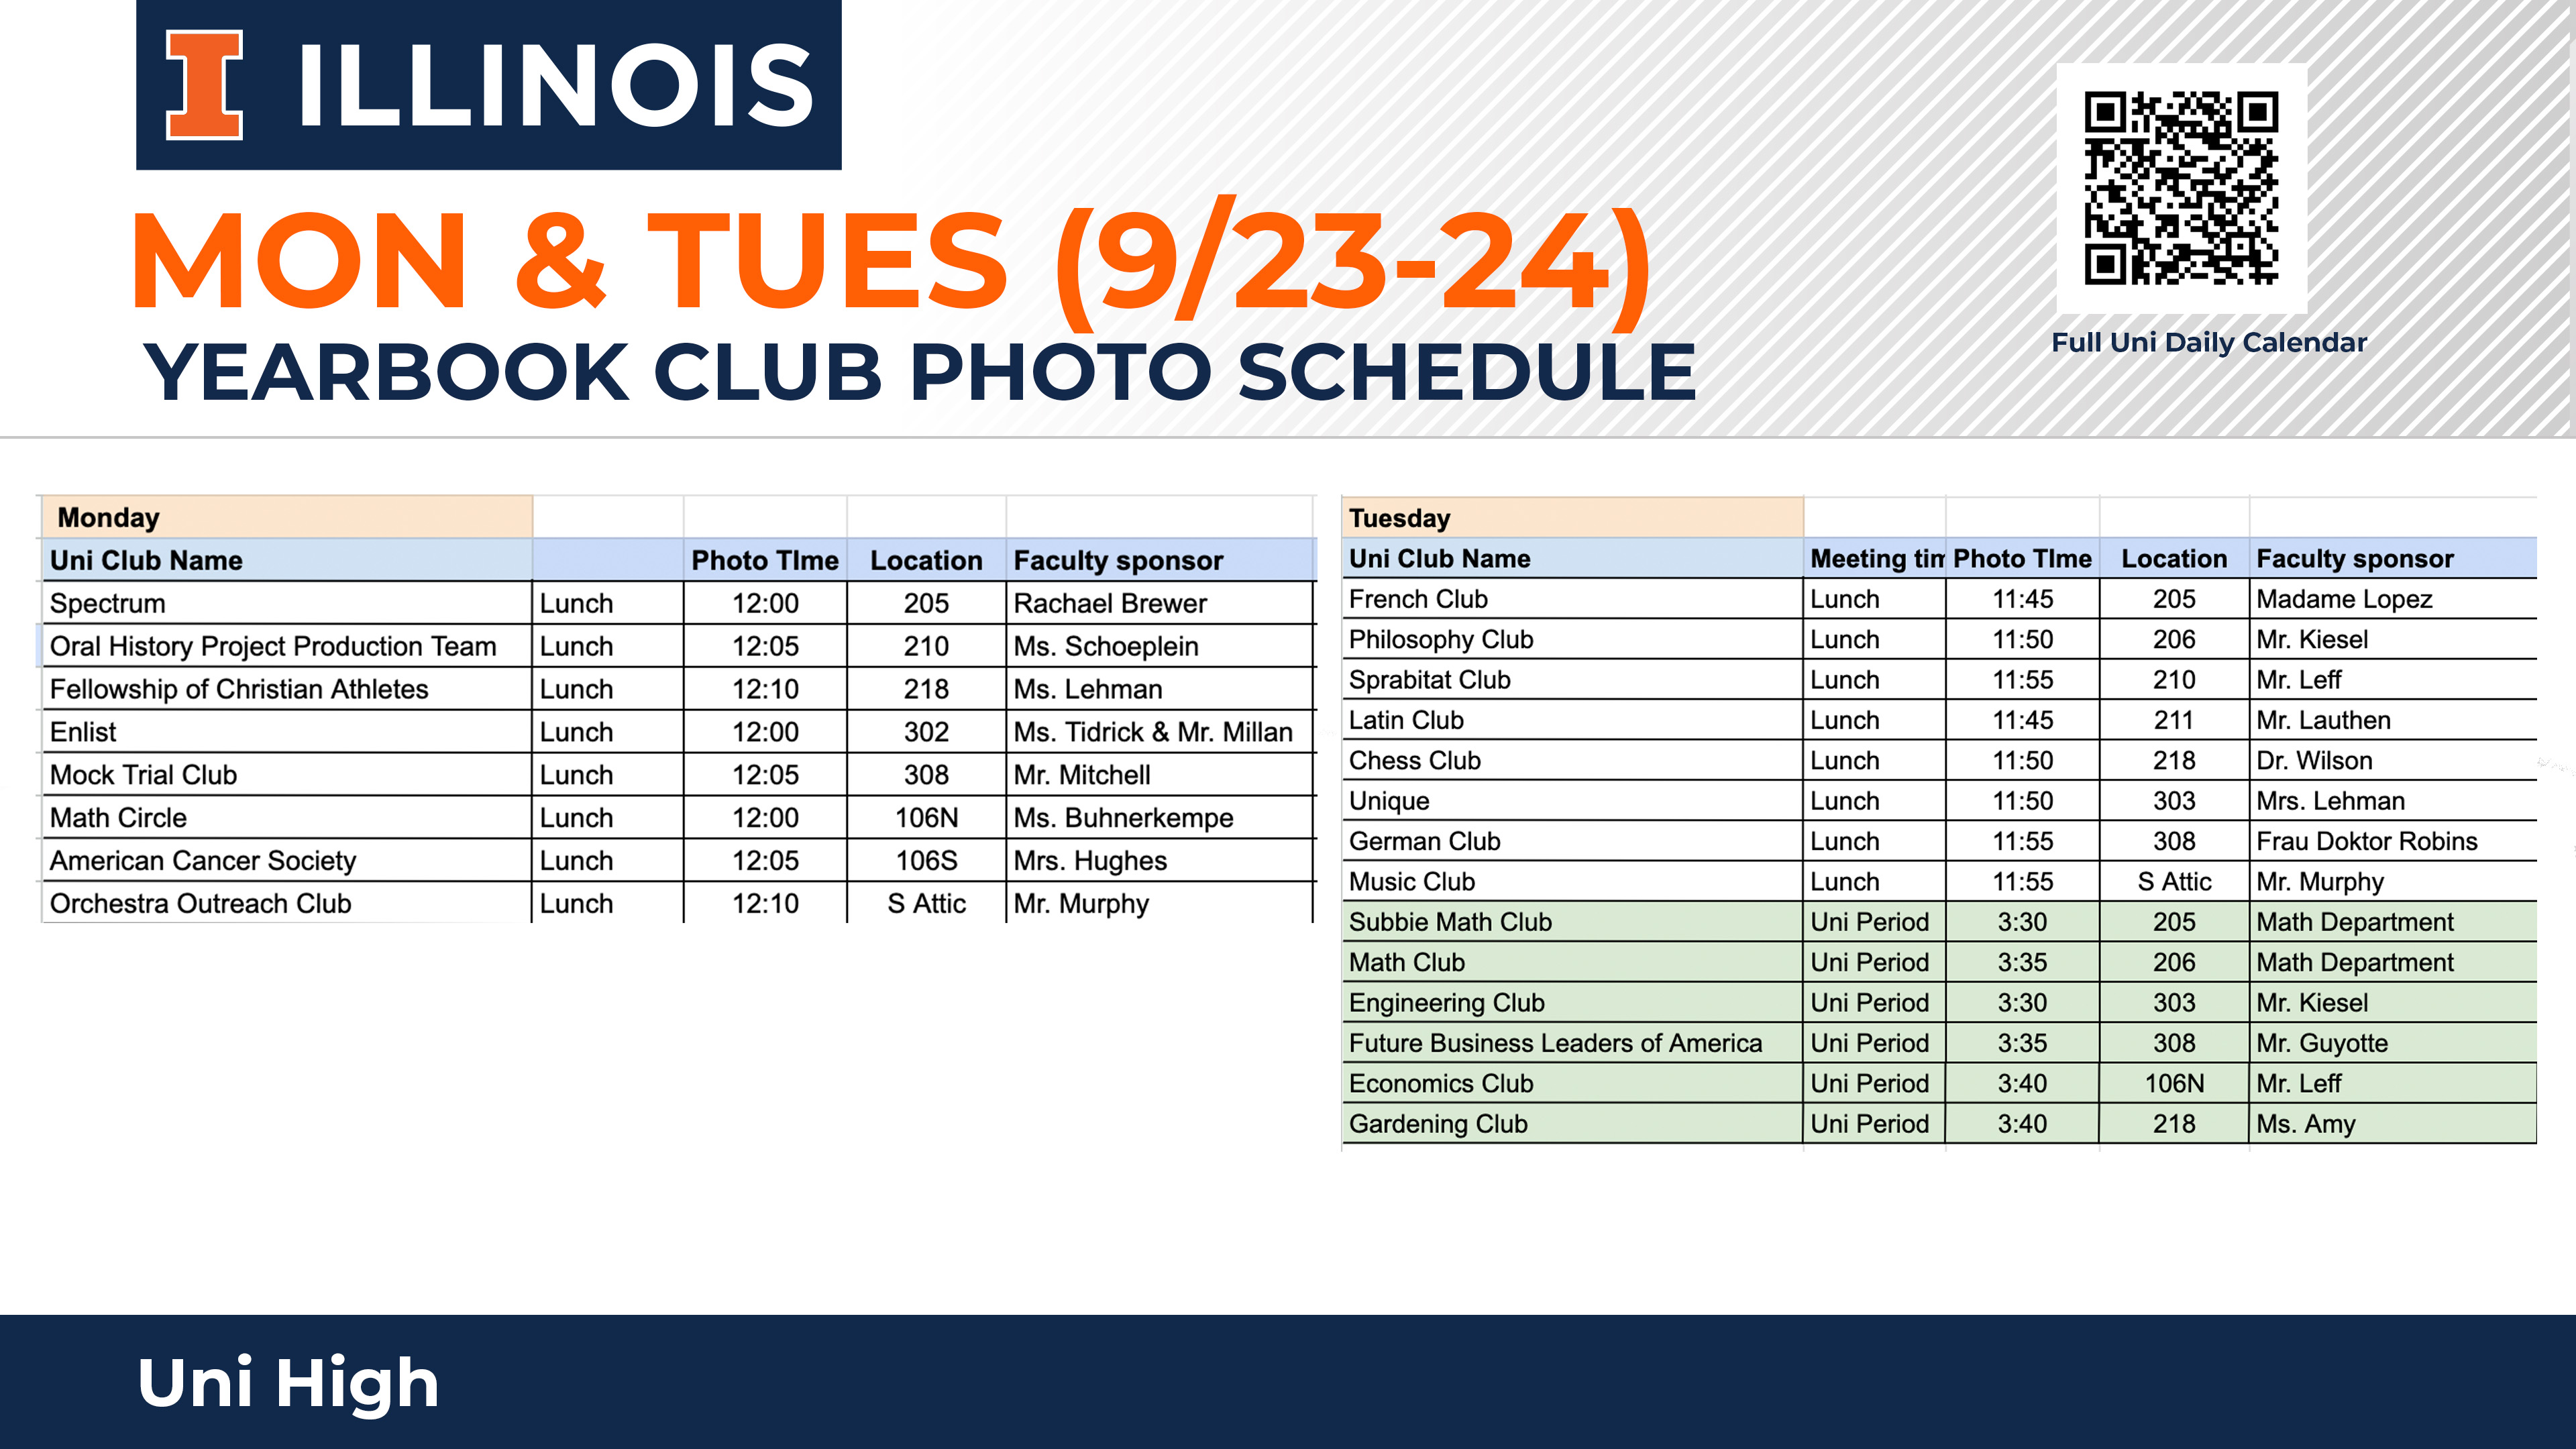 I ILLINOIS
MON & TUES (9/23-24)
YEARBOOK CLUB PHOTO SCHEDULE
Full Uni Daily Calendar
Monday
Uni Club Name Photo TIme Location Faculty sponsor
Spectrum Lunch 12:00 205 Rachael Brewer
Oral History Project Production Team Lunch 12:05 210 Ms. Schoeplein
Fellowship of Christian Athletes Lunch 12:10 218 Ms. Lehman
Enlist Lunch 12:00 302 Ms. Tidrick & Mr. Millan
Mock Trial Club Lunch 12:05 308 Mr. Mitchell
Math Circle Lunch 12:00 106N Ms. Buhnerkempe
American Cancer Society Lunch 12:05 106S Mrs. Hughes
Orchestra Outreach Club Lunch 12:10 S Attic Mr. Murphy
Tuesday
Uni Club Name Meeting tim Photo TIme Location Faculty sponsor
French Club Lunch 11:45 205 Madame Lopez
Philosophy Club Lunch 11:50 206 Mr. Kiesel
Sprabitat Club Lunch 11:55 210 Mr. Leff
Latin Club Lunch 11:45 211 Mr. Lauthen
Chess Club Lunch 11:50 218 Dr. Wilson
Unique Lunch 11:50 303 Mrs. Lehman
German Club Lunch 11:55 308 Frau Doktor Robins
Music Club Lunch 11:55 S Attic Mr. Murphy
Subbie Math Club Uni Period 3:30 205 Math Department
Math Club Uni Period 3:35 206 Math Department
Engineering Club Uni Period 3:30 303 Mr. Kiesel
Future Business Leaders of America Uni Period 3:35 308 Mr. Guyotte
Economics Club Uni Period 3:40 106N Mr. Leff
Gardening Club Uni Period 3:40 218 Ms. Amy
Uni High